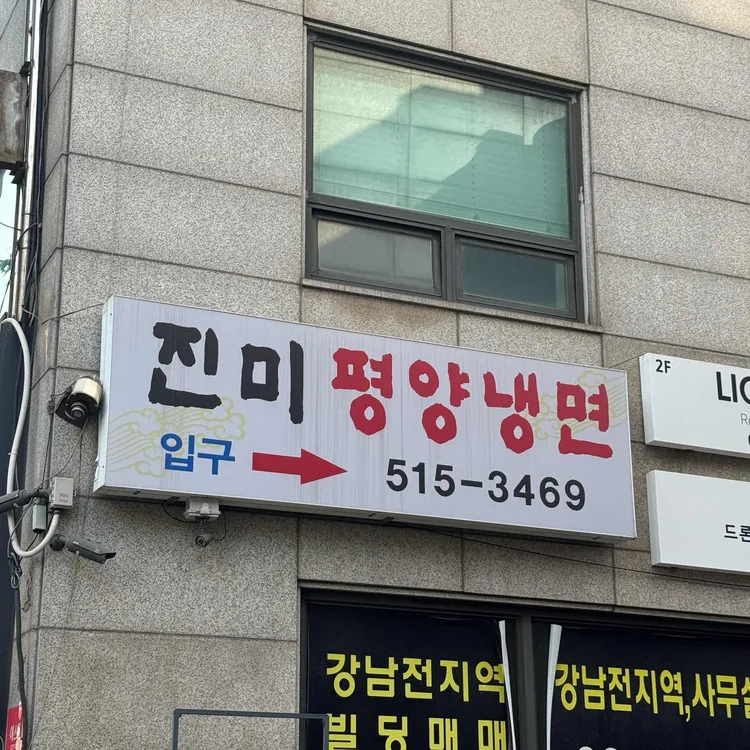 진미 평양냉면
입구
515-3469
2F
드론
강남전지역
빌딩매매
강남전지역,사무실